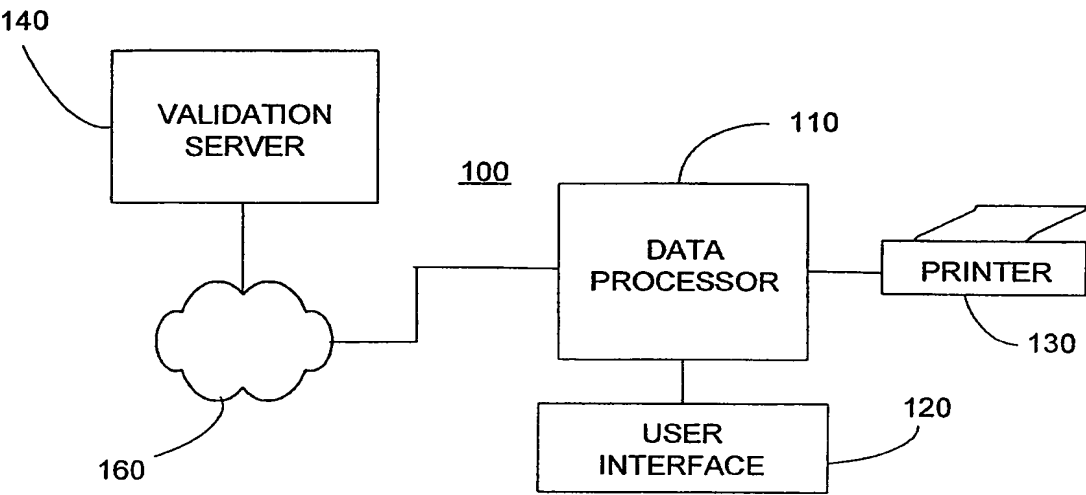 140
VALIDATION
SERVER
110
100
DATA
PROCESSOR
PRINTER
130
120
USER
INTERFACE
160